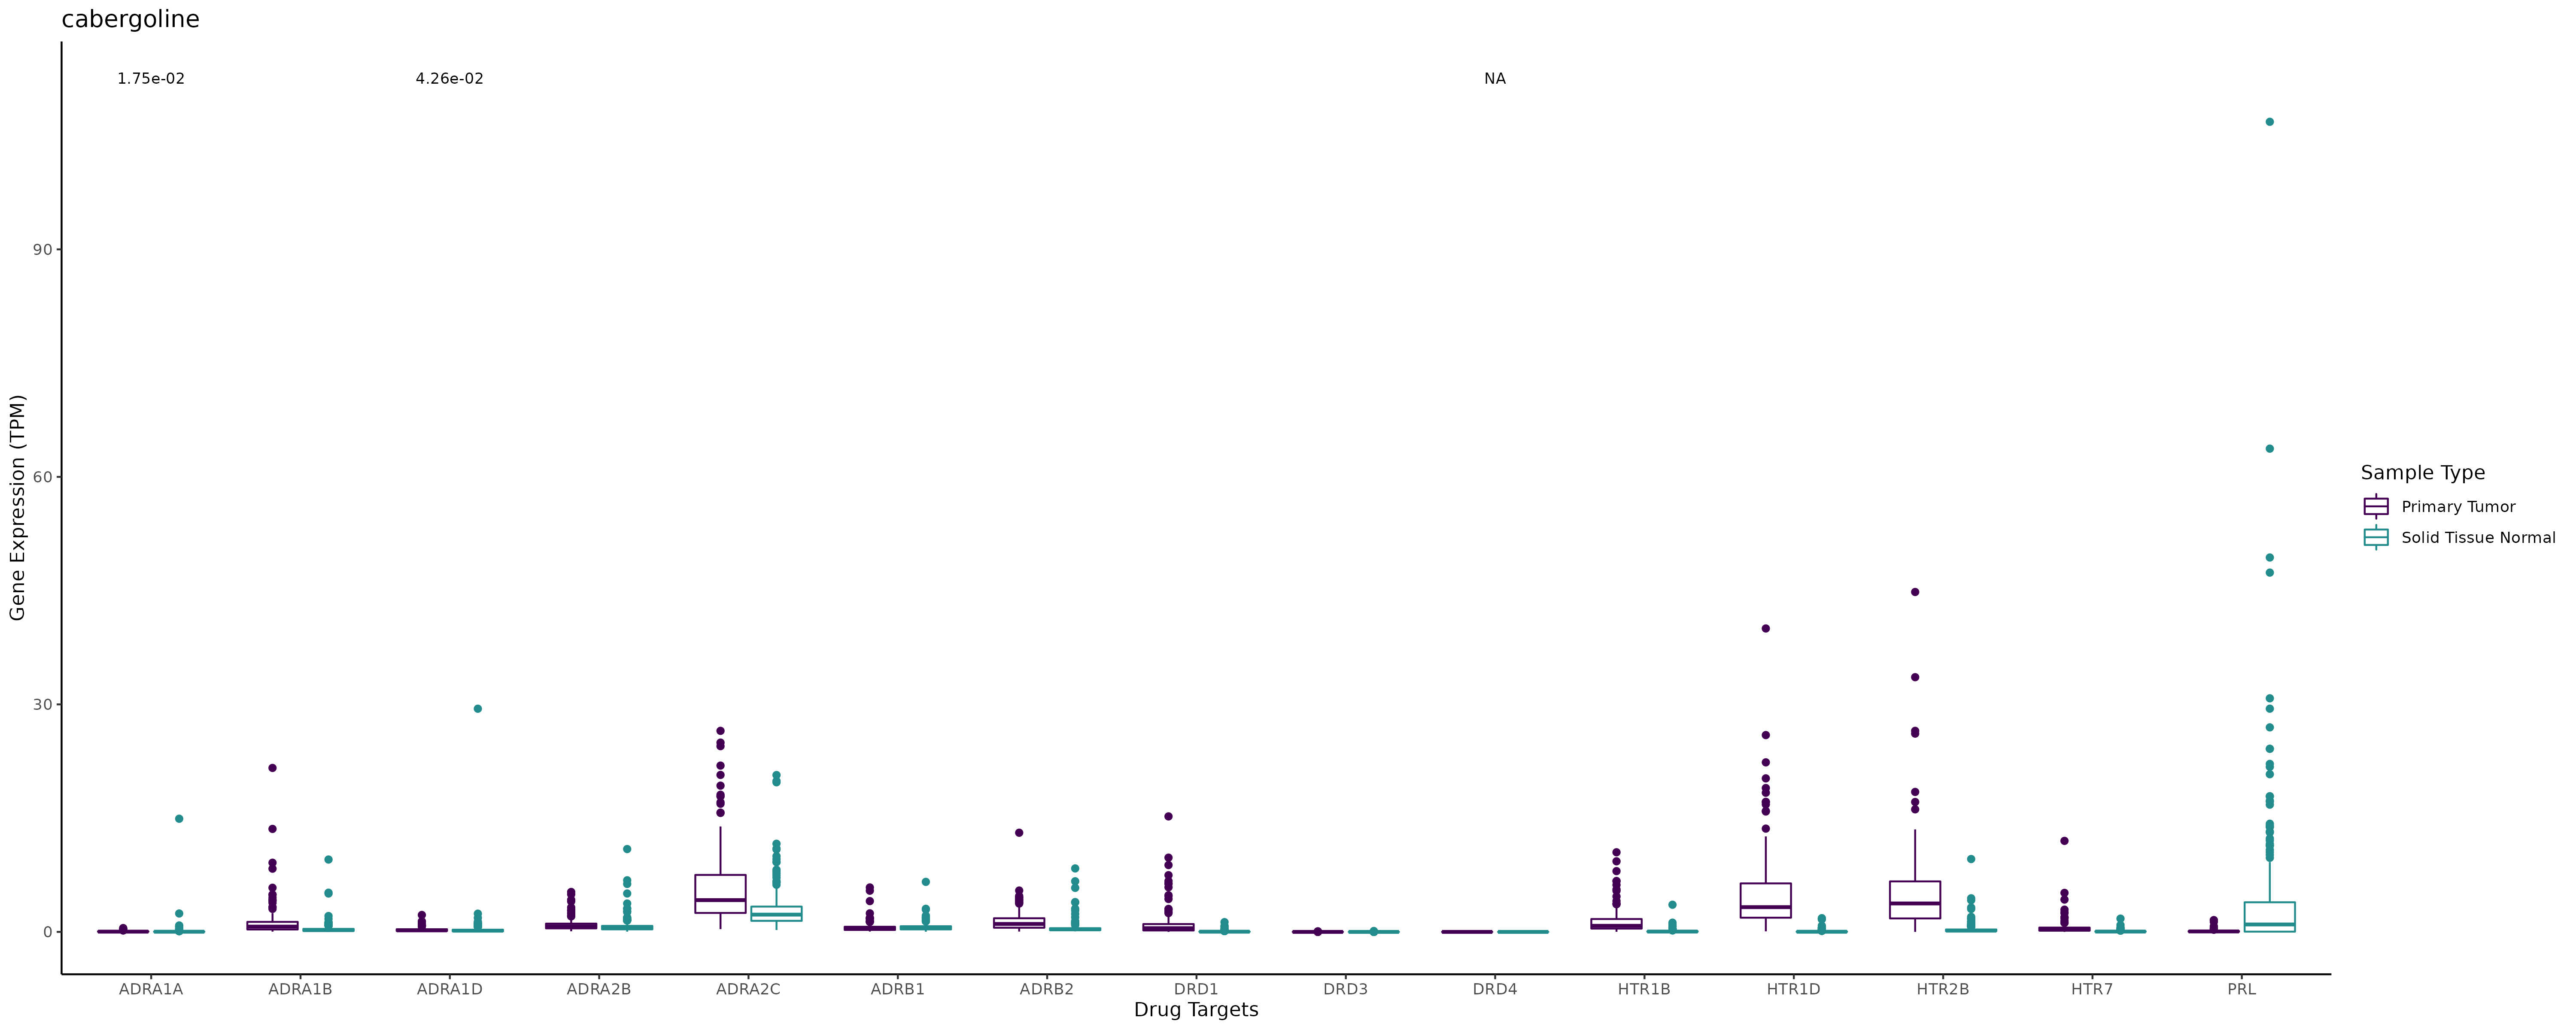 cabergoline
1.75e-02 4.26e-02 NA
90
60
30
0
Gene Expression (TPM)
ADRA1A ADRA1B ADRA1D ADRA2B ADRA2C ADRB1 ADRB2 DRD1 DRD3 DRD4 HTR1B HTR1D HTR2B HTR7 PRL
Drug Targets
Sample Type
Primary Tumor
Solid Tissue Normal